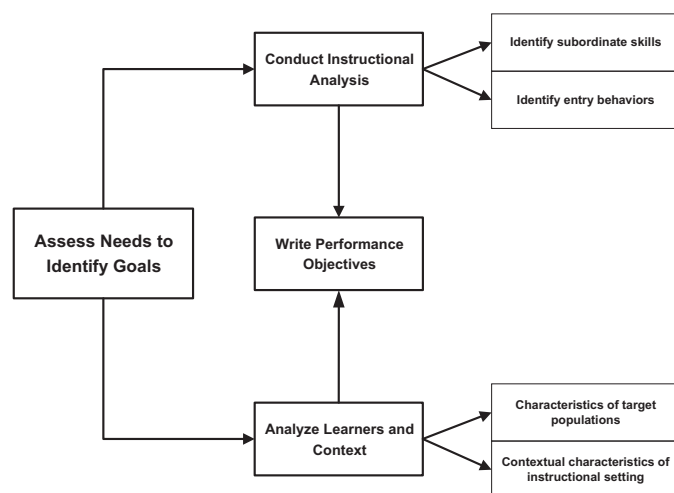 Conduct Instructional
Analysis
Identify subordinate skills
Identify entry behaviors
Assess Needs to
Identify Goals
Write Performance
Objectives
Analyze Learners and
Context
Characteristics of target
populations
Contextual characteristics of
instructional setting